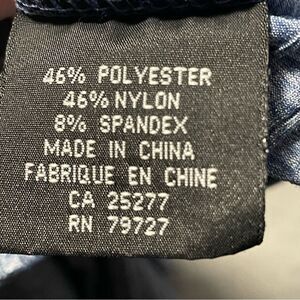 46% POLYESTER
46% NYLON
8% SPANDEX
MADE IN CHINA
FABRIQUE EN CHINE
CA 25277
RN 79727